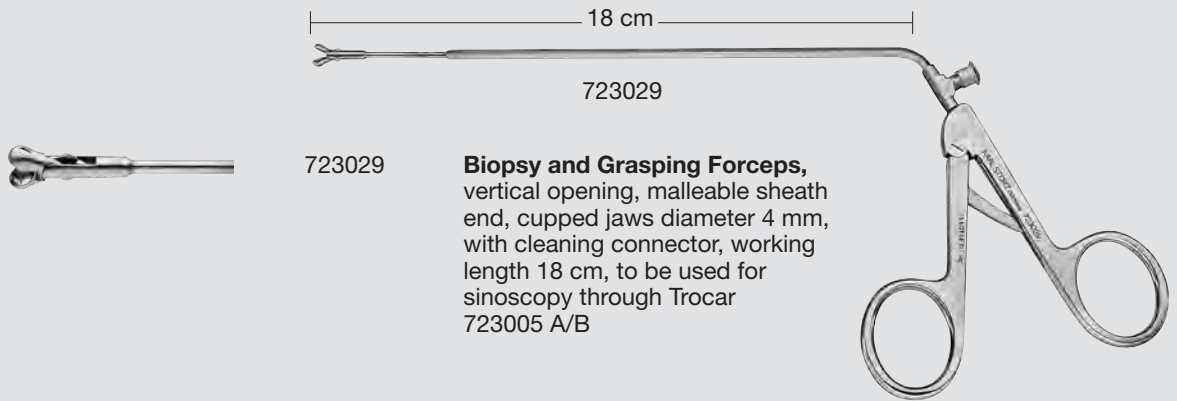 18 cm
723029
723029
Biopsy and Grasping Forceps,
vertical opening, malleable sheath
end, cupped jaws diameter 4 mm,
with cleaning connector, working
length 18 cm, to be used for
sinoscopy through Trocar
723005 A/B